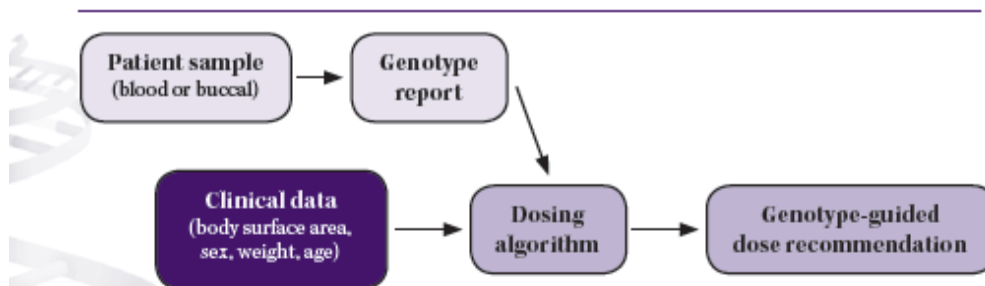 Patient sample
(blood or buccal)
Genotype
report
Clinical data
(body surface area,
sex, weight, age)
Dosing
algorithm
Genotype-guided
dose recommendation